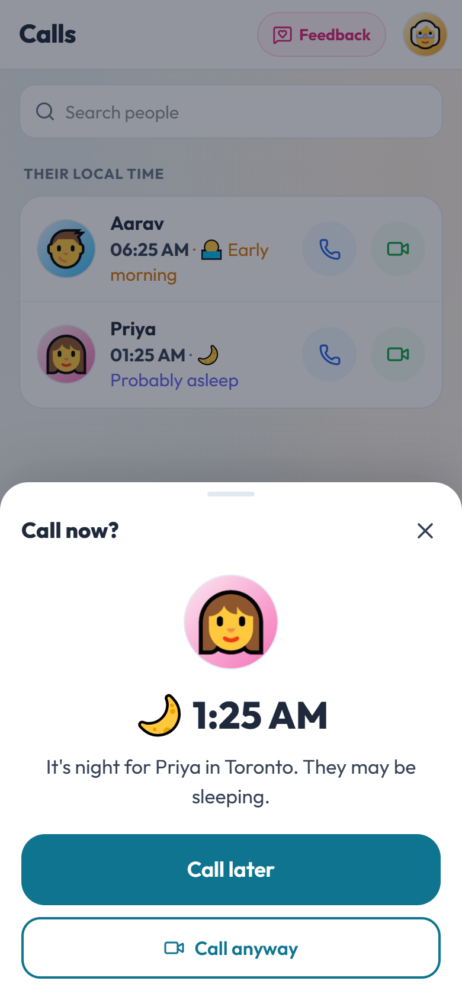 Calls
Feedback
Search people
THEIR LOCAL TIME
Aarav
06:25 AM · Early
morning
Priya
01:25 AM ·
Probably asleep
Call now?
1:25 AM
It's night for Priya in Toronto. They may be
sleeping.
Call later
Call anyway